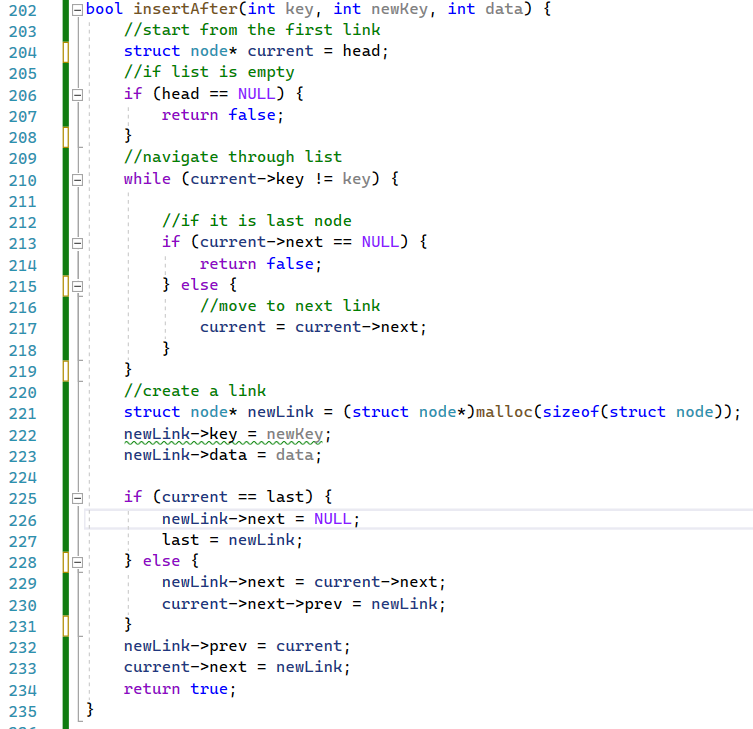 202 bool insertAfter(int key, int newKey, int data) {
203     //start from the first link
204     struct node* current = head;
205     //if list is empty
206     if (head == NULL) {
207         return false;
208     }
209     //navigate through list
210     while (current->key != key) {
211
212         //if it is last node
213         if (current->next == NULL) {
214             return false;
215         } else {
216             //move to next link
217             current = current->next;
218         }
219     }
220     //create a link
221     struct node* newLink = (struct node*)malloc(sizeof(struct node));
222     newLink->key = newKey;
223     newLink->data = data;
224
225     if (current == last) {
226         newLink->next = NULL;
227         last = newLink;
228     } else {
229         newLink->next = current->next;
230         current->next->prev = newLink;
231     }
232     newLink->prev = current;
233     current->next = newLink;
234     return true;
235 }